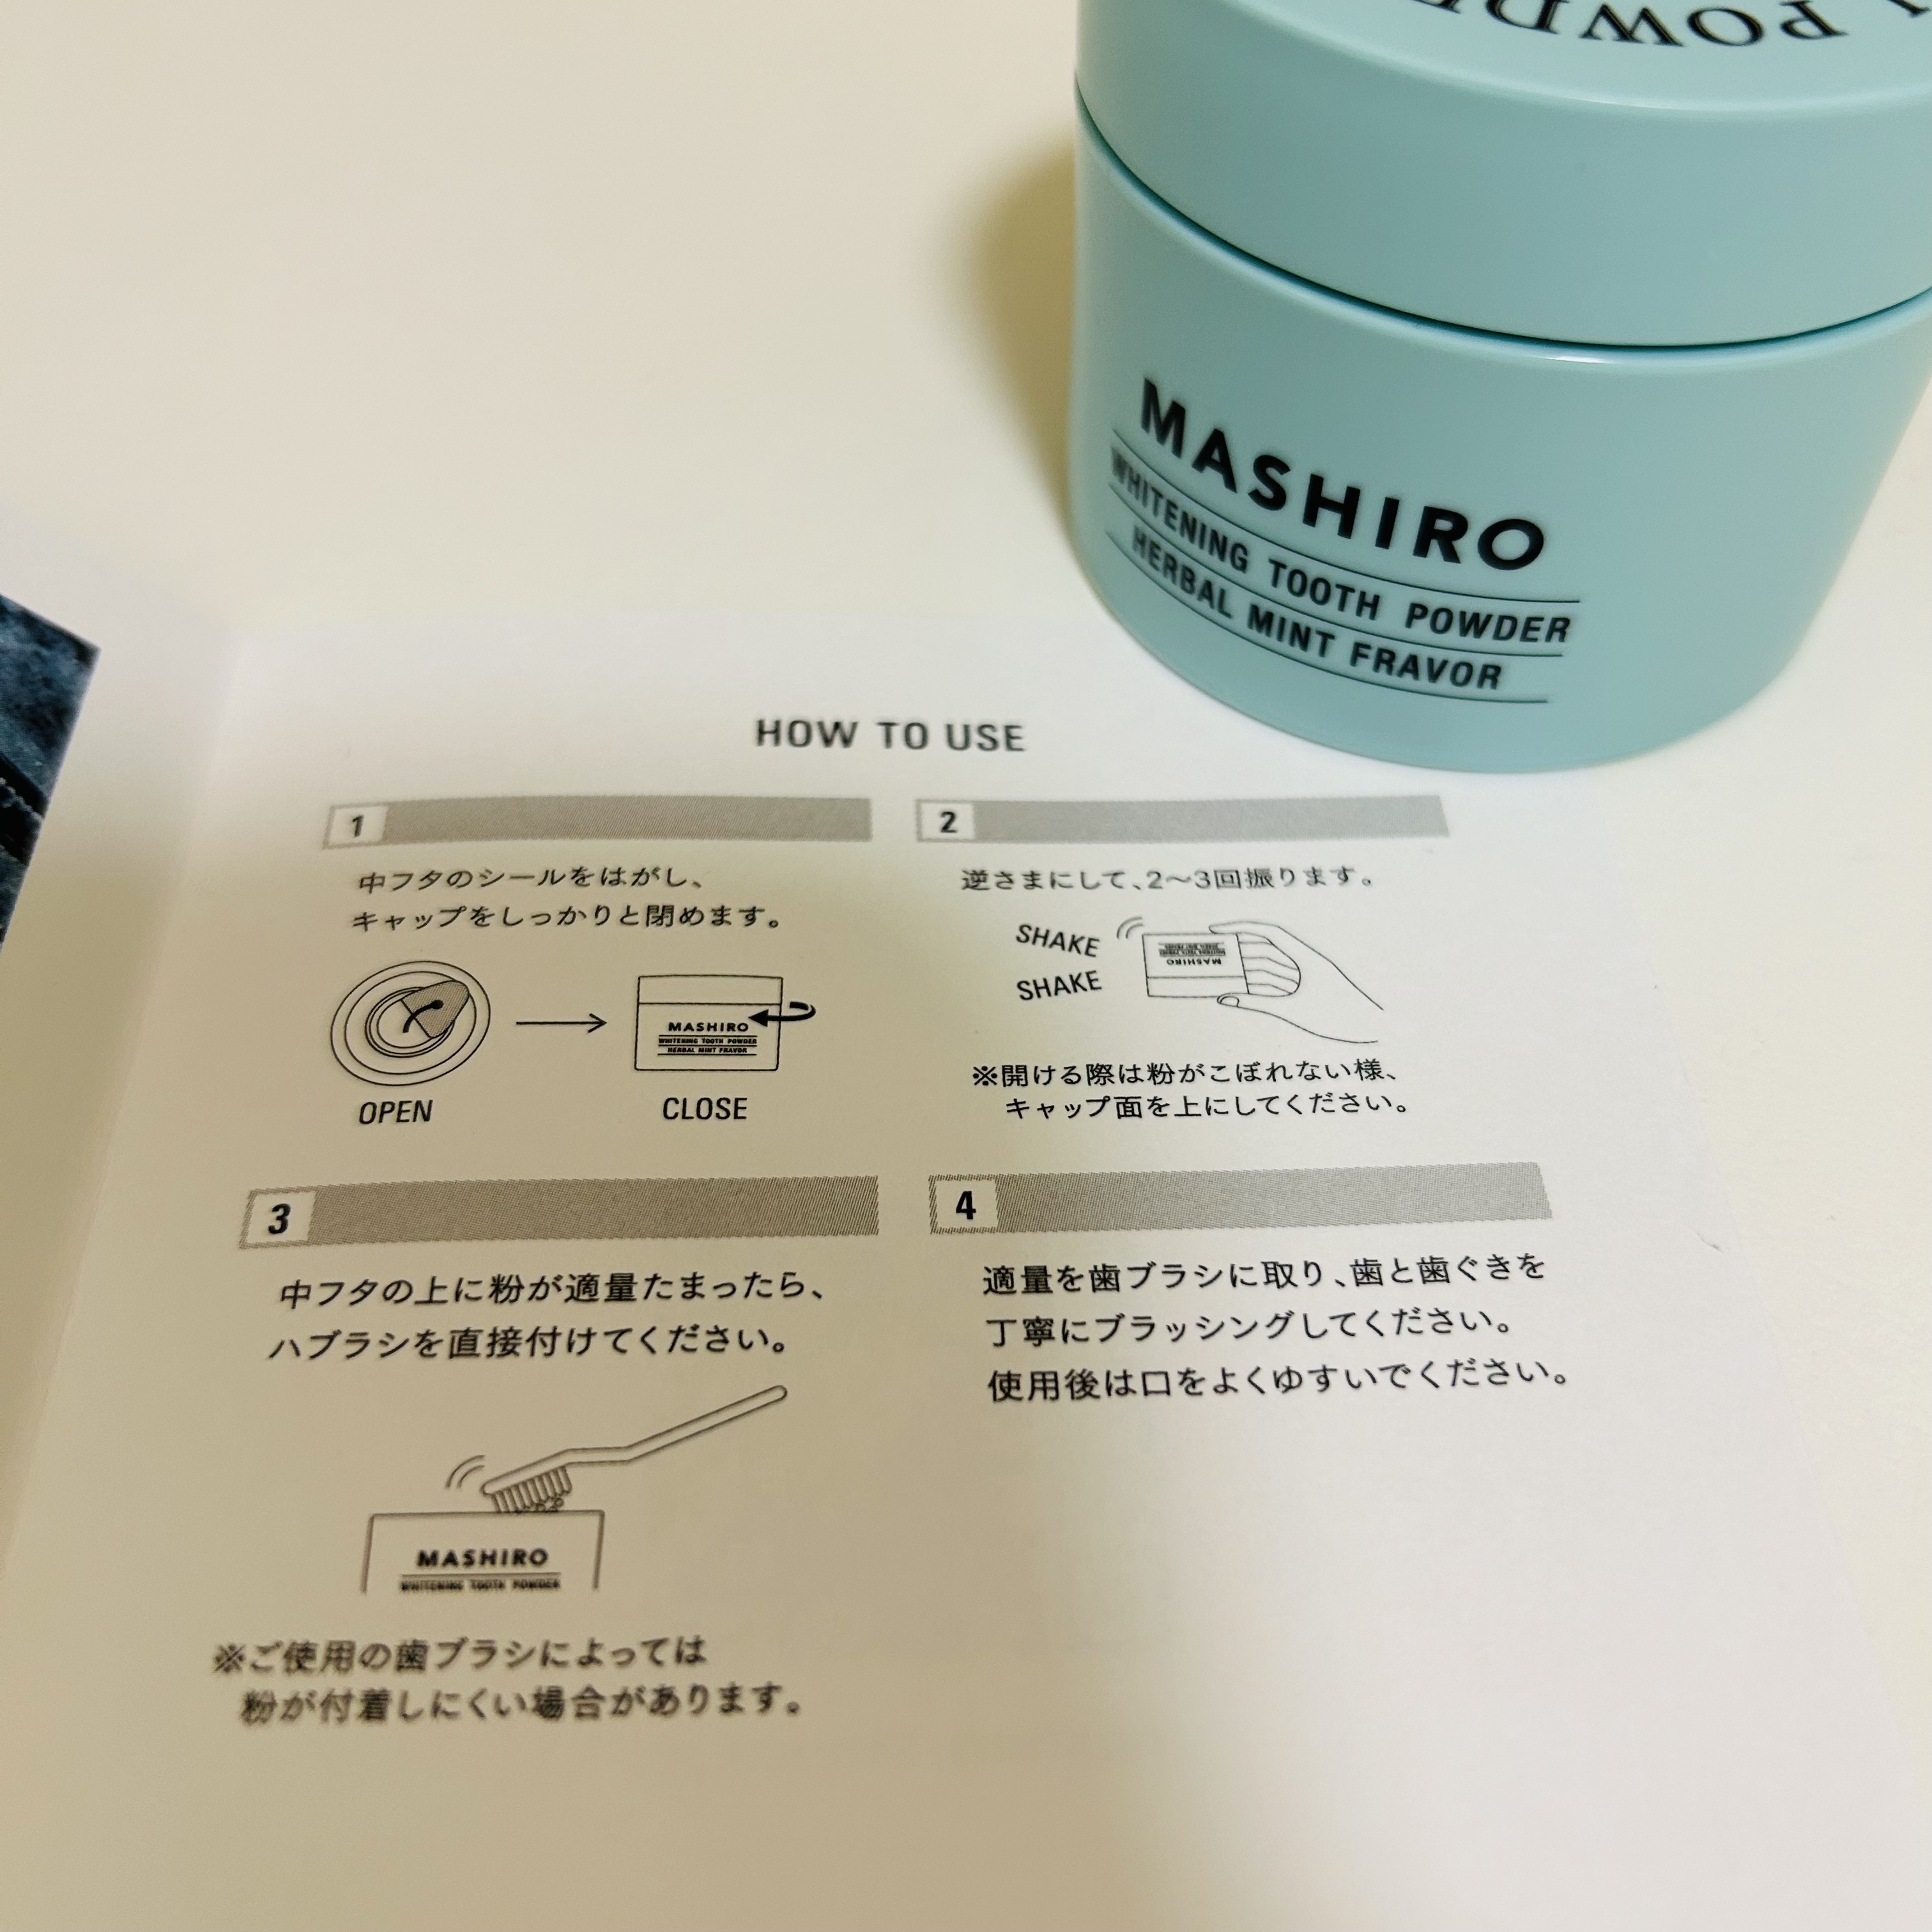 POWDE
MASHIRO
WHITENING TOOTH POWDER
HERBAL MINT FRAVOR
HOW TO USE
1
中フタのシールをはがし、
キャップをしっかりと閉めます。
MASHIRO
WHITENING TOOTH POWDER
HERBAL MINT FRAVOR
OPEN
CLOSE
2
逆さまにして、2〜3回振ります。
SHAKE
SHAKE
MASHIRO
WHITENING TOOTH POWDER
HERBAL MINT FRAVOR
※開ける際は粉がこぼれない様、
キャップ面を上にしてください。
3
中フタの上に粉が適量たまったら、
ハブラシを直接付けてください。
MASHIRO
WHITENING TOOTH POWDER
※ご使用の歯ブラシによっては
粉が付着しにくい場合があります。
4
適量を歯ブラシに取り、歯と歯ぐきを
丁寧にブラッシングしてください。
使用後は口をよくゆすいでください。